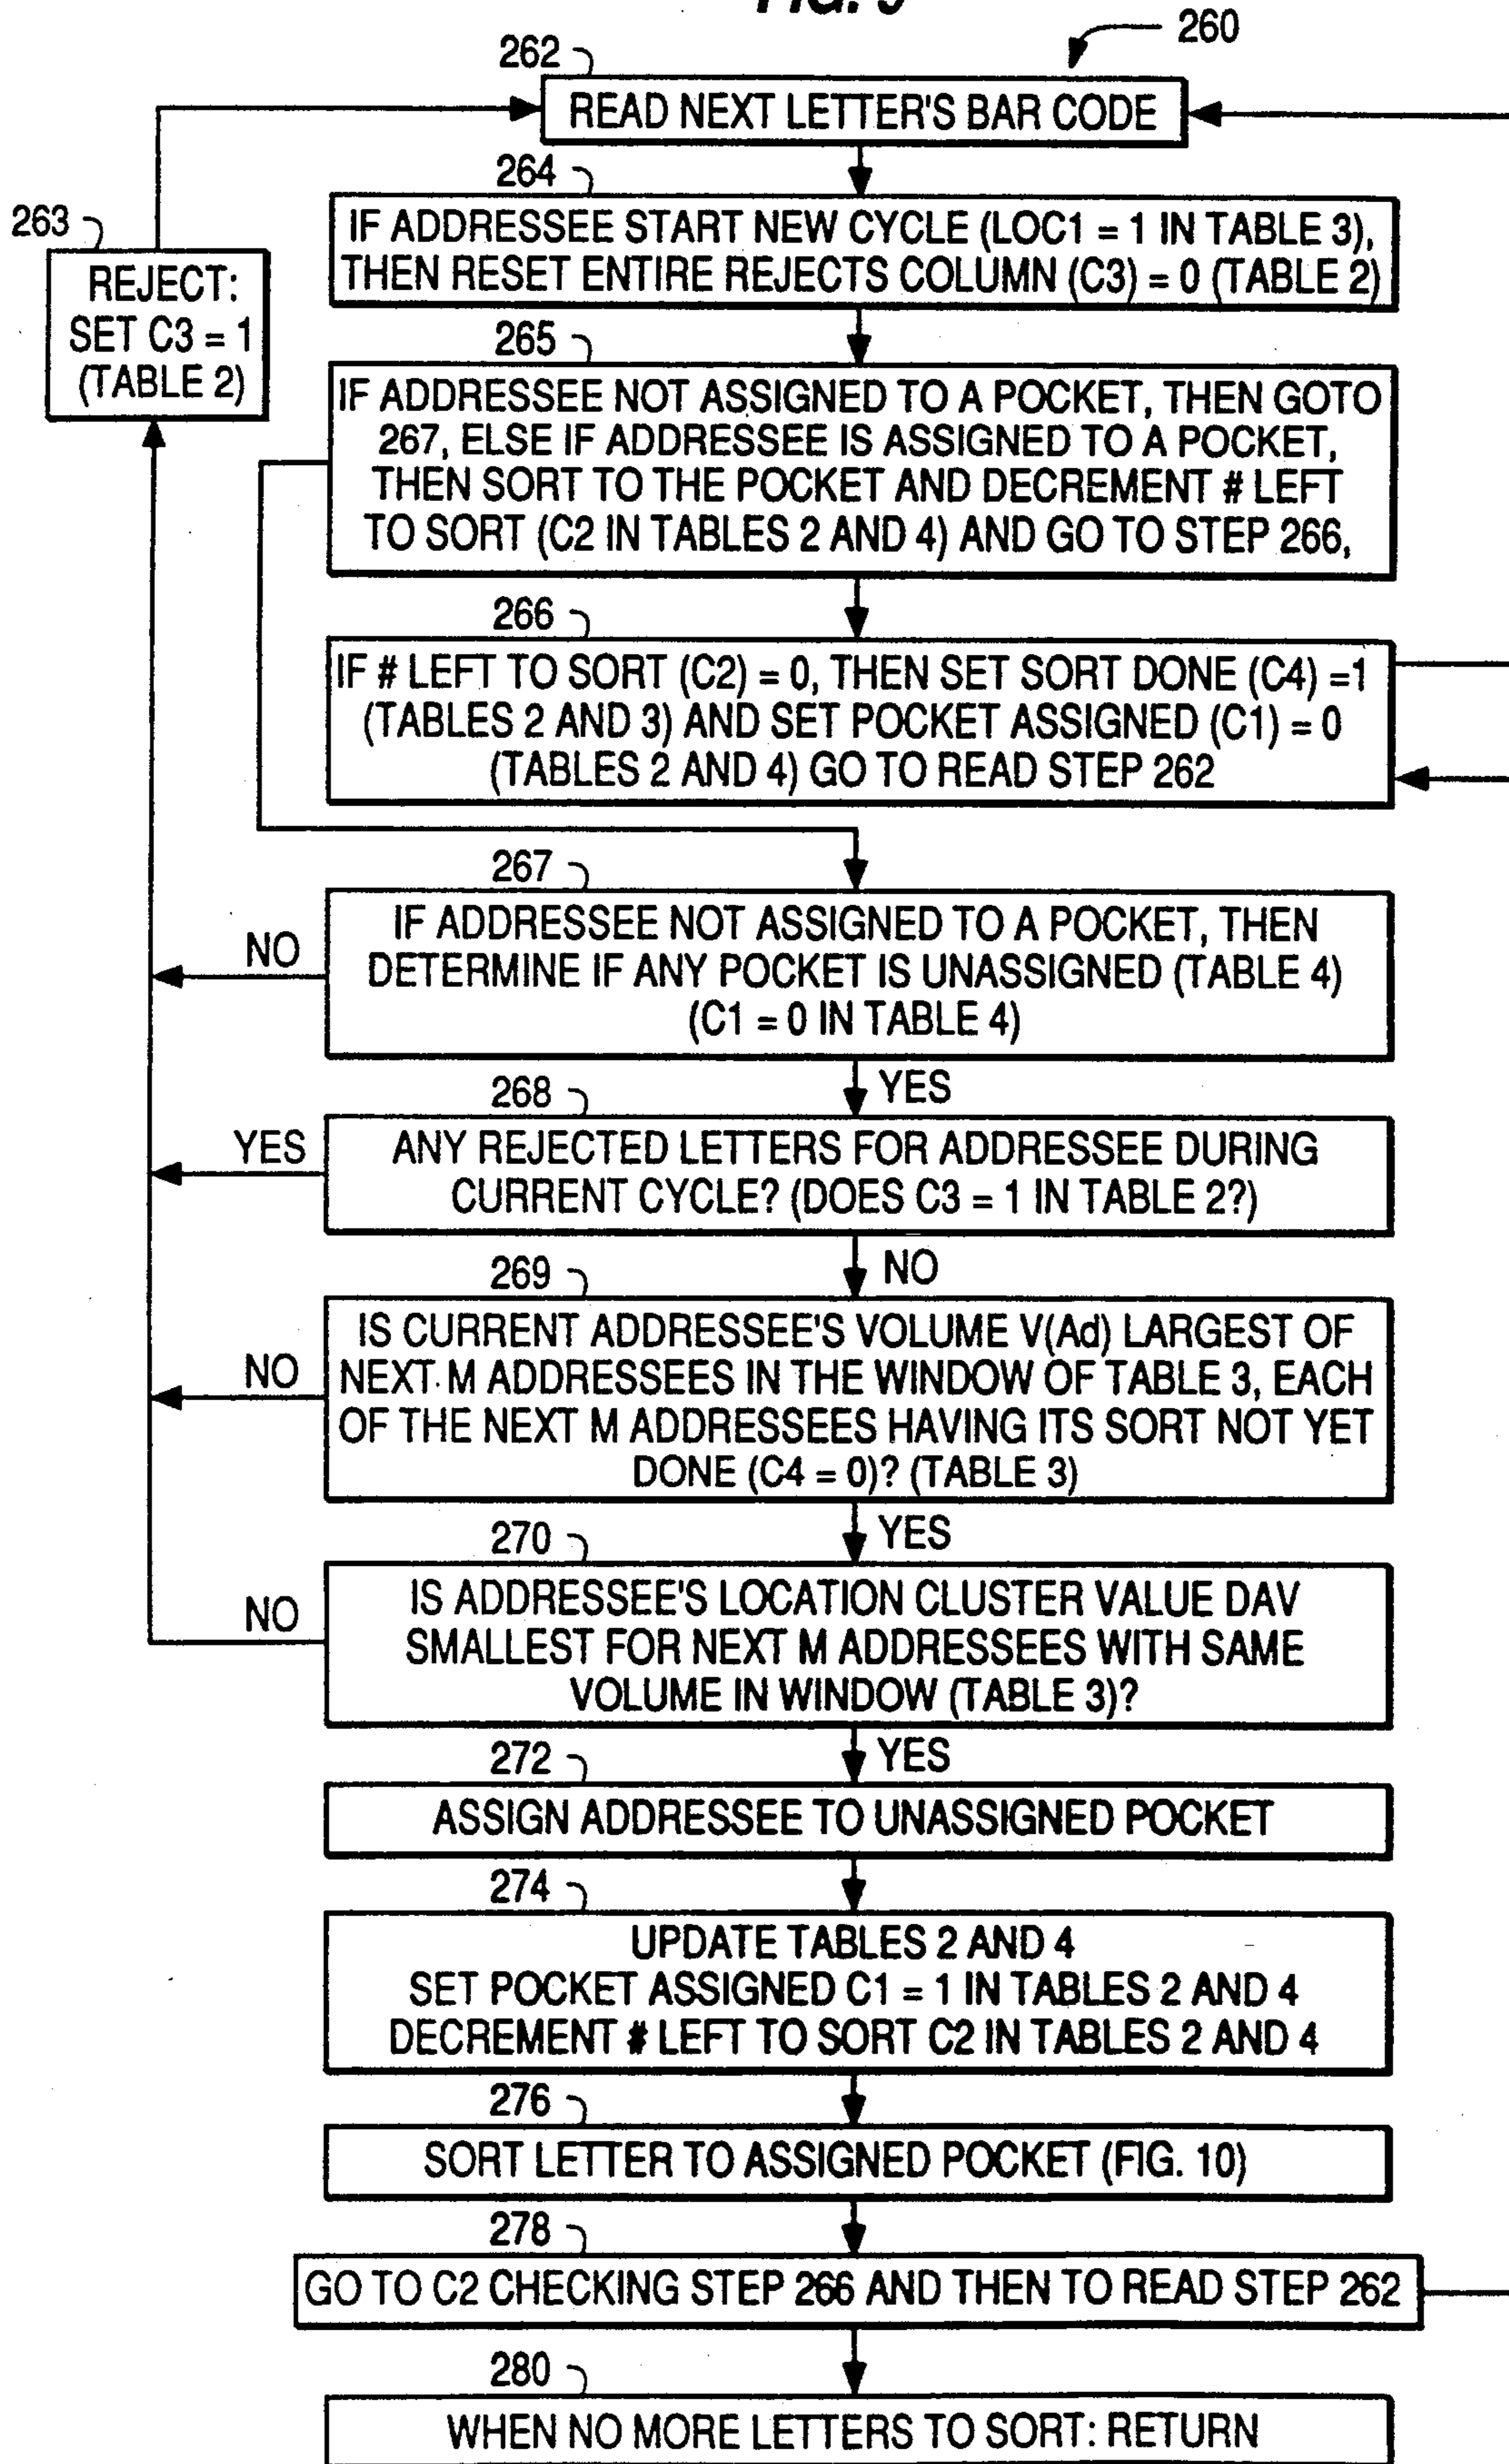 FIG. 9
260
262
READ NEXT LETTER'S BAR CODE
264
IF ADDRESSEE START NEW CYCLE (LOC1 = 1 IN TABLE 3),
THEN RESET ENTIRE REJECTS COLUMN (C3) = 0 (TABLE 2)
263
REJECT:
SET C3 = 1
(TABLE 2)
265
IF ADDRESSEE NOT ASSIGNED TO A POCKET, THEN GOTO
267, ELSE IF ADDRESSEE IS ASSIGNED TO A POCKET,
THEN SORT TO THE POCKET AND DECREMENT # LEFT
TO SORT (C2 IN TABLES 2 AND 4) AND GO TO STEP 266,
266
IF # LEFT TO SORT (C2) = 0, THEN SET SORT DONE (C4) =1
(TABLES 2 AND 3) AND SET POCKET ASSIGNED (C1) = 0
(TABLES 2 AND 4) GO TO READ STEP 262
267
IF ADDRESSEE NOT ASSIGNED TO A POCKET, THEN
DETERMINE IF ANY POCKET IS UNASSIGNED (TABLE 4)
(C1 = 0 IN TABLE 4)
NO
YES
268
ANY REJECTED LETTERS FOR ADDRESSEE DURING
CURRENT CYCLE? (DOES C3 = 1 IN TABLE 2?)
YES
NO
269
IS CURRENT ADDRESSEE'S VOLUME V(Ad) LARGEST OF
NEXT M ADDRESSEES IN THE WINDOW OF TABLE 3, EACH
OF THE NEXT M ADDRESSEES HAVING ITS SORT NOT YET
DONE (C4 = 0)? (TABLE 3)
NO
YES
270
IS ADDRESSEE'S LOCATION CLUSTER VALUE DAV
SMALLEST FOR NEXT M ADDRESSEES WITH SAME
VOLUME IN WINDOW (TABLE 3)?
NO
YES
272
ASSIGN ADDRESSEE TO UNASSIGNED POCKET
274
UPDATE TABLES 2 AND 4
SET POCKET ASSIGNED C1 = 1 IN TABLES 2 AND 4
DECREMENT # LEFT TO SORT C2 IN TABLES 2 AND 4
276
SORT LETTER TO ASSIGNED POCKET (FIG. 10)
278
GO TO C2 CHECKING STEP 266 AND THEN TO READ STEP 262
280
WHEN NO MORE LETTERS TO SORT: RETURN